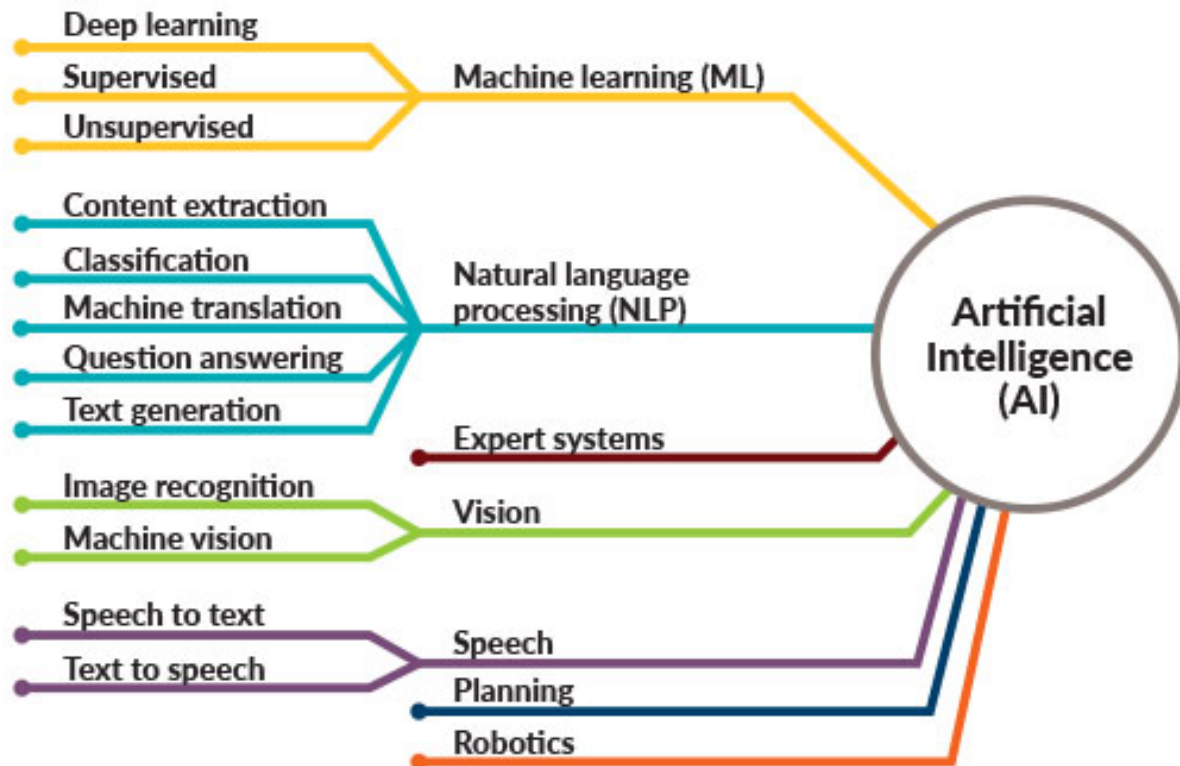 Deep learning
Supervised
Unsupervised
Machine learning (ML)
Content extraction
Classification
Machine translation
Question answering
Text generation
Natural language
processing (NLP)
Expert systems
Image recognition
Machine vision
Vision
Speech to text
Text to speech
Speech
Planning
Robotics
Artificial
Intelligence
(AI)